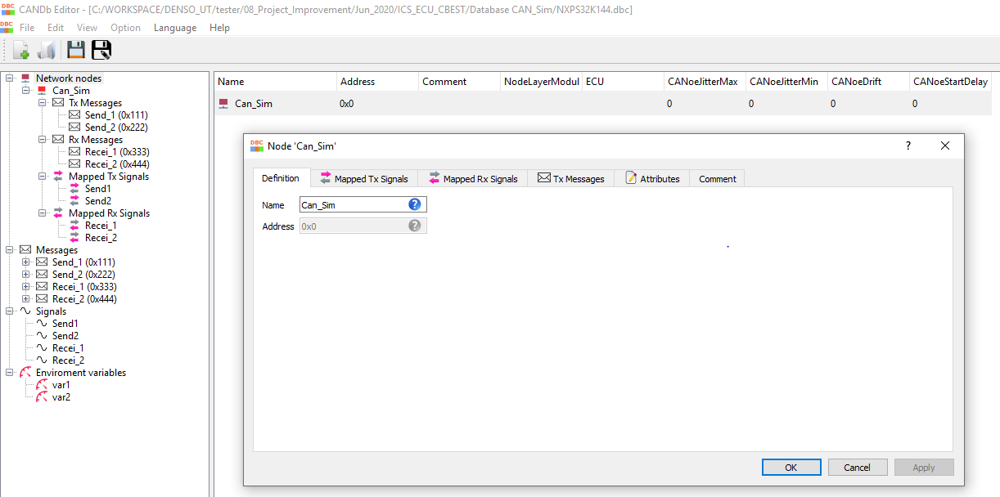 DBC CANDb Editor - [C:/WORKSPACE/DENSO_UT/tester/08_Project_Improvement/Jun_2020/ICS_ECU_CBEST/Database CAN_Sim/NXPS32K144.dbc]
DBC File Edit View Option Language Help
Network nodes
Can_Sim
Tx Messages
Send_1 (0x111)
Send_2 (0x222)
Rx Messages
Recei_1 (0x333)
Recei_2 (0x444)
Mapped Tx Signals
Send1
Send2
Mapped Rx Signals
Recei_1
Recei_2
Messages
Send_1 (0x111)
Send_2 (0x222)
Recei_1 (0x333)
Recei_2 (0x444)
Signals
Send1
Send2
Recei_1
Recei_2
Enviroment variables
var1
var2
Name Address Comment NodeLayerModul ECU CANoeJitterMax CANoeJitterMin CANoeDrift CANoeStartDelay
Can_Sim 0x0 0 0 0 0
DBC Node 'Can_Sim' ?
Definition Mapped Tx Signals Mapped Rx Signals Tx Messages Attributes Comment
Name Can_Sim ?
Address 0x0 ?
OK Cancel Apply